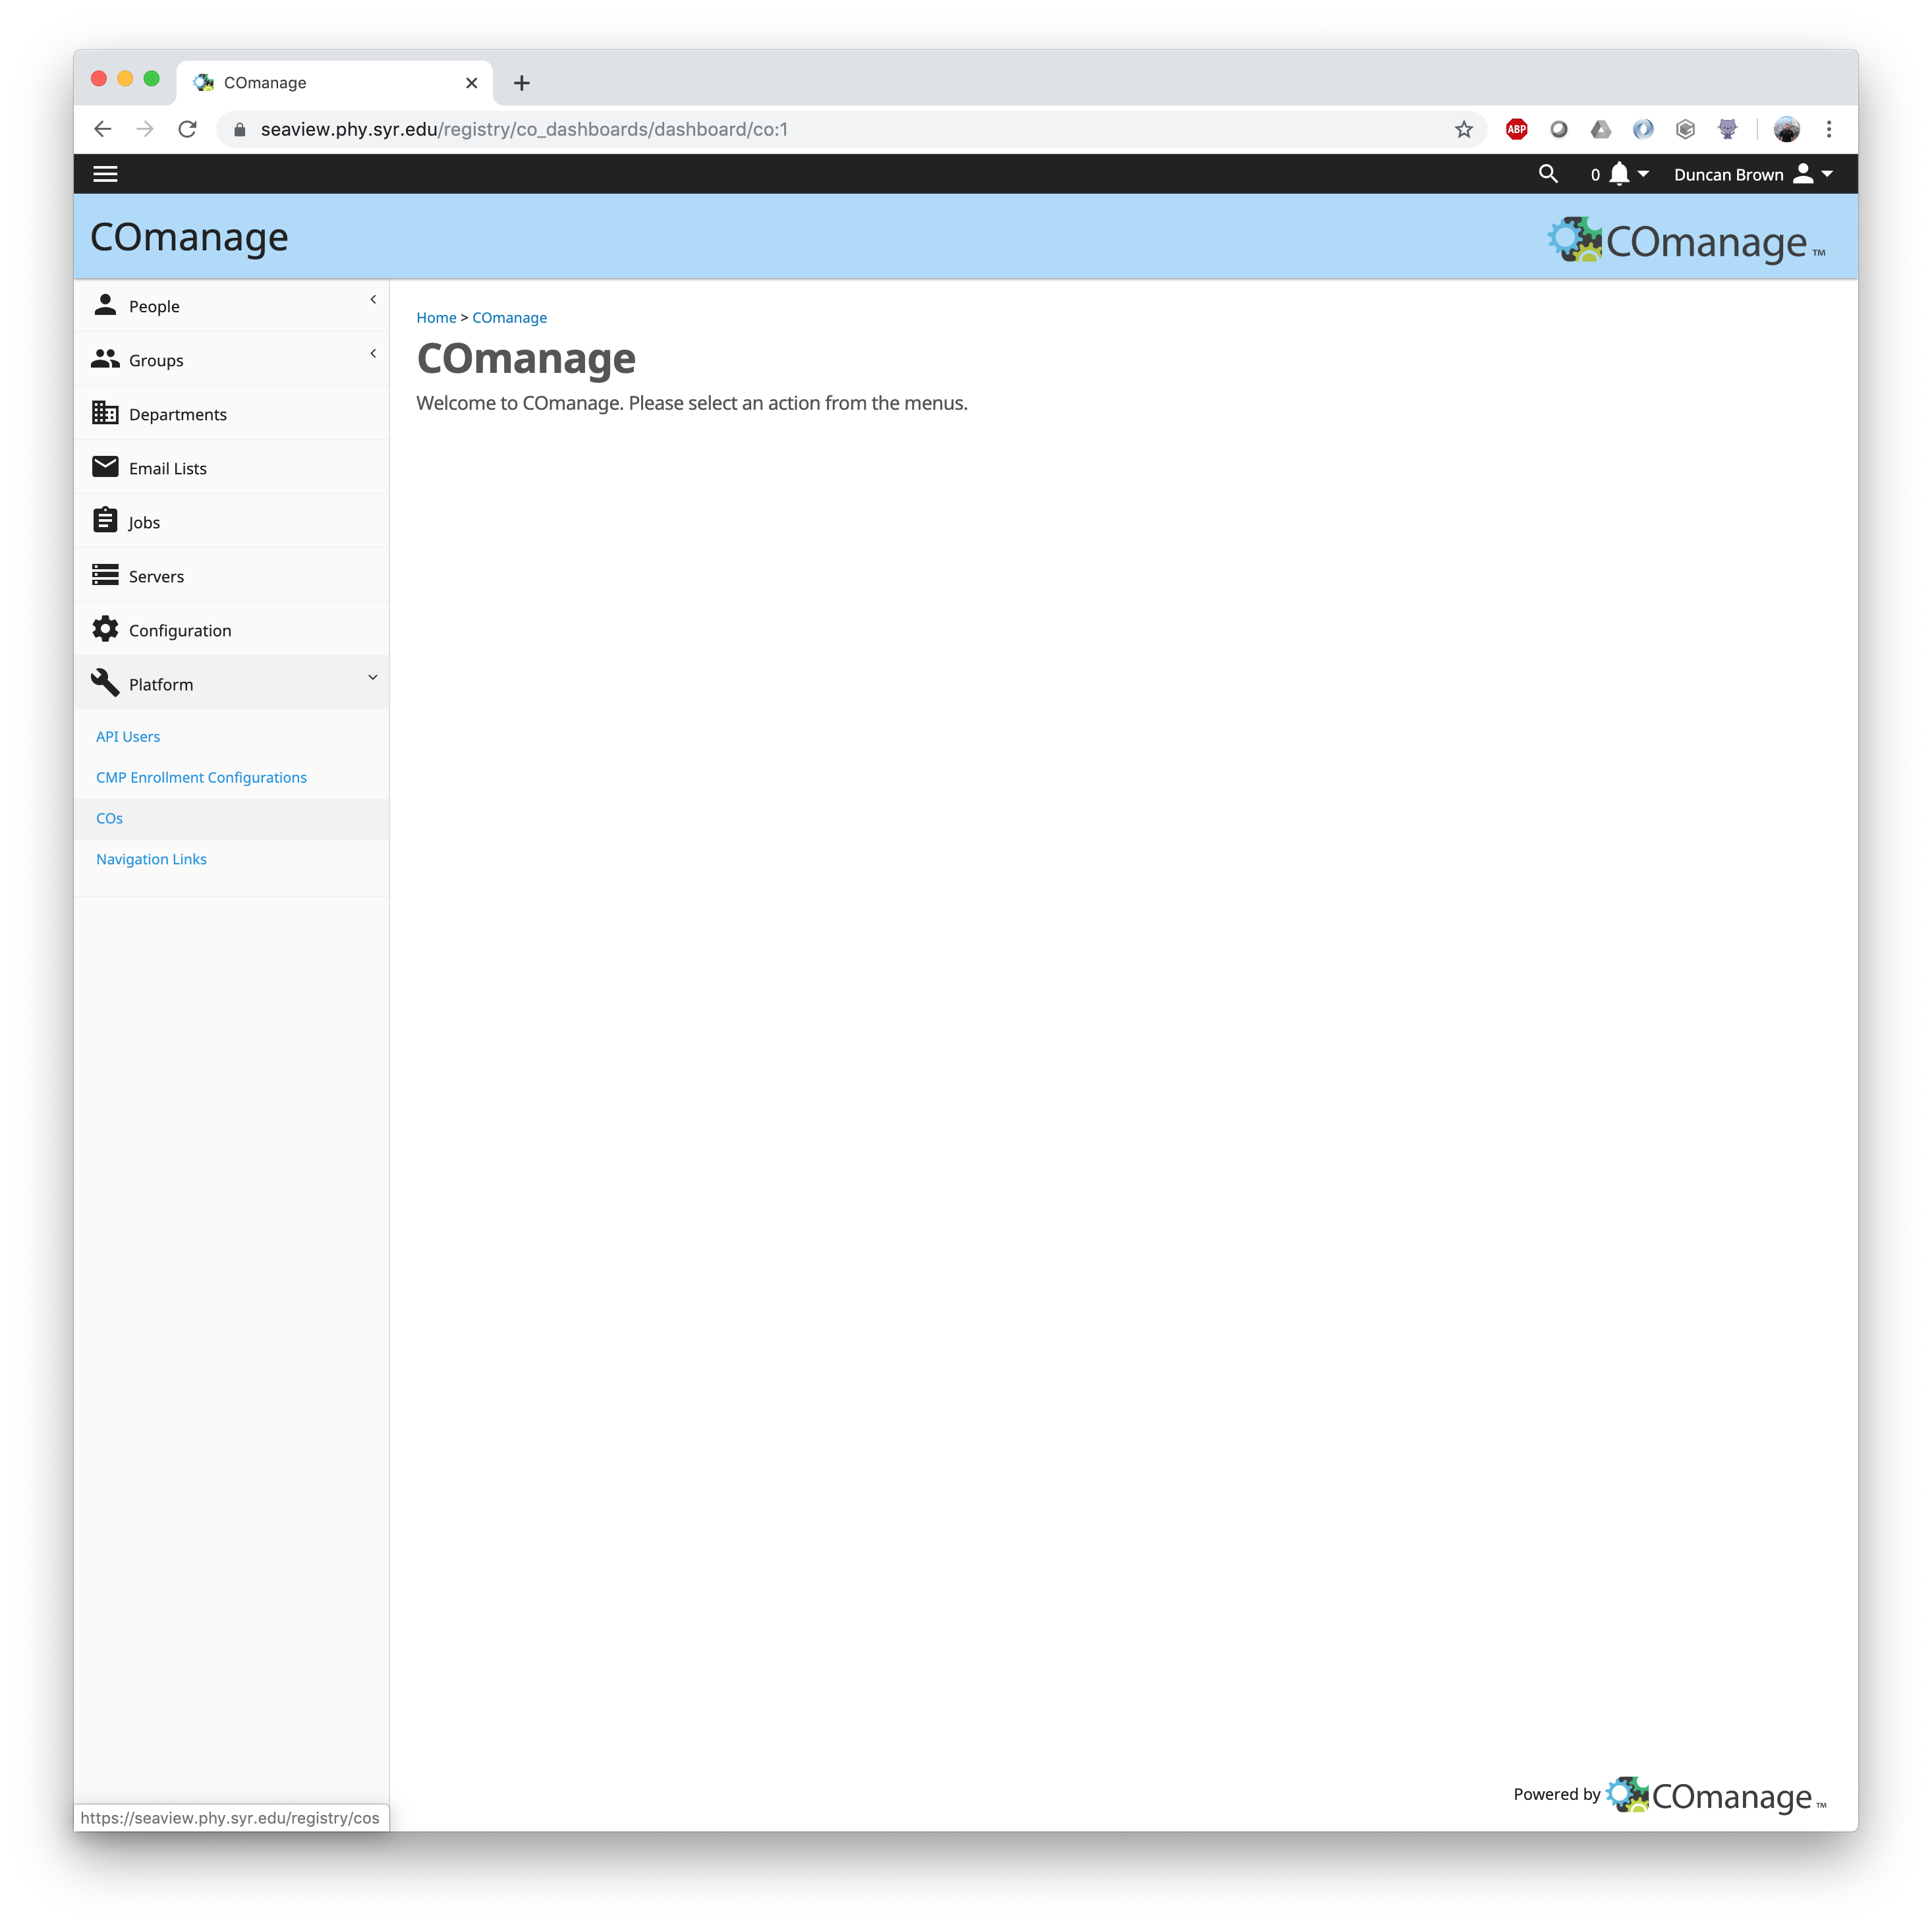 COmanage
seaview.phy.syr.edu/registry/co_dashboards/dashboard/co:1
ABP
0
Duncan Brown
COmanage
COmanage TM
People
Groups
Departments
Email Lists
Jobs
Servers
Configuration
Platform
API Users
CMP Enrollment Configurations
COs
Navigation Links
Home > COmanage
COmanage
Welcome to COmanage. Please select an action from the menus.
Powered by COmanage TM
https://seaview.phy.syr.edu/registry/cos